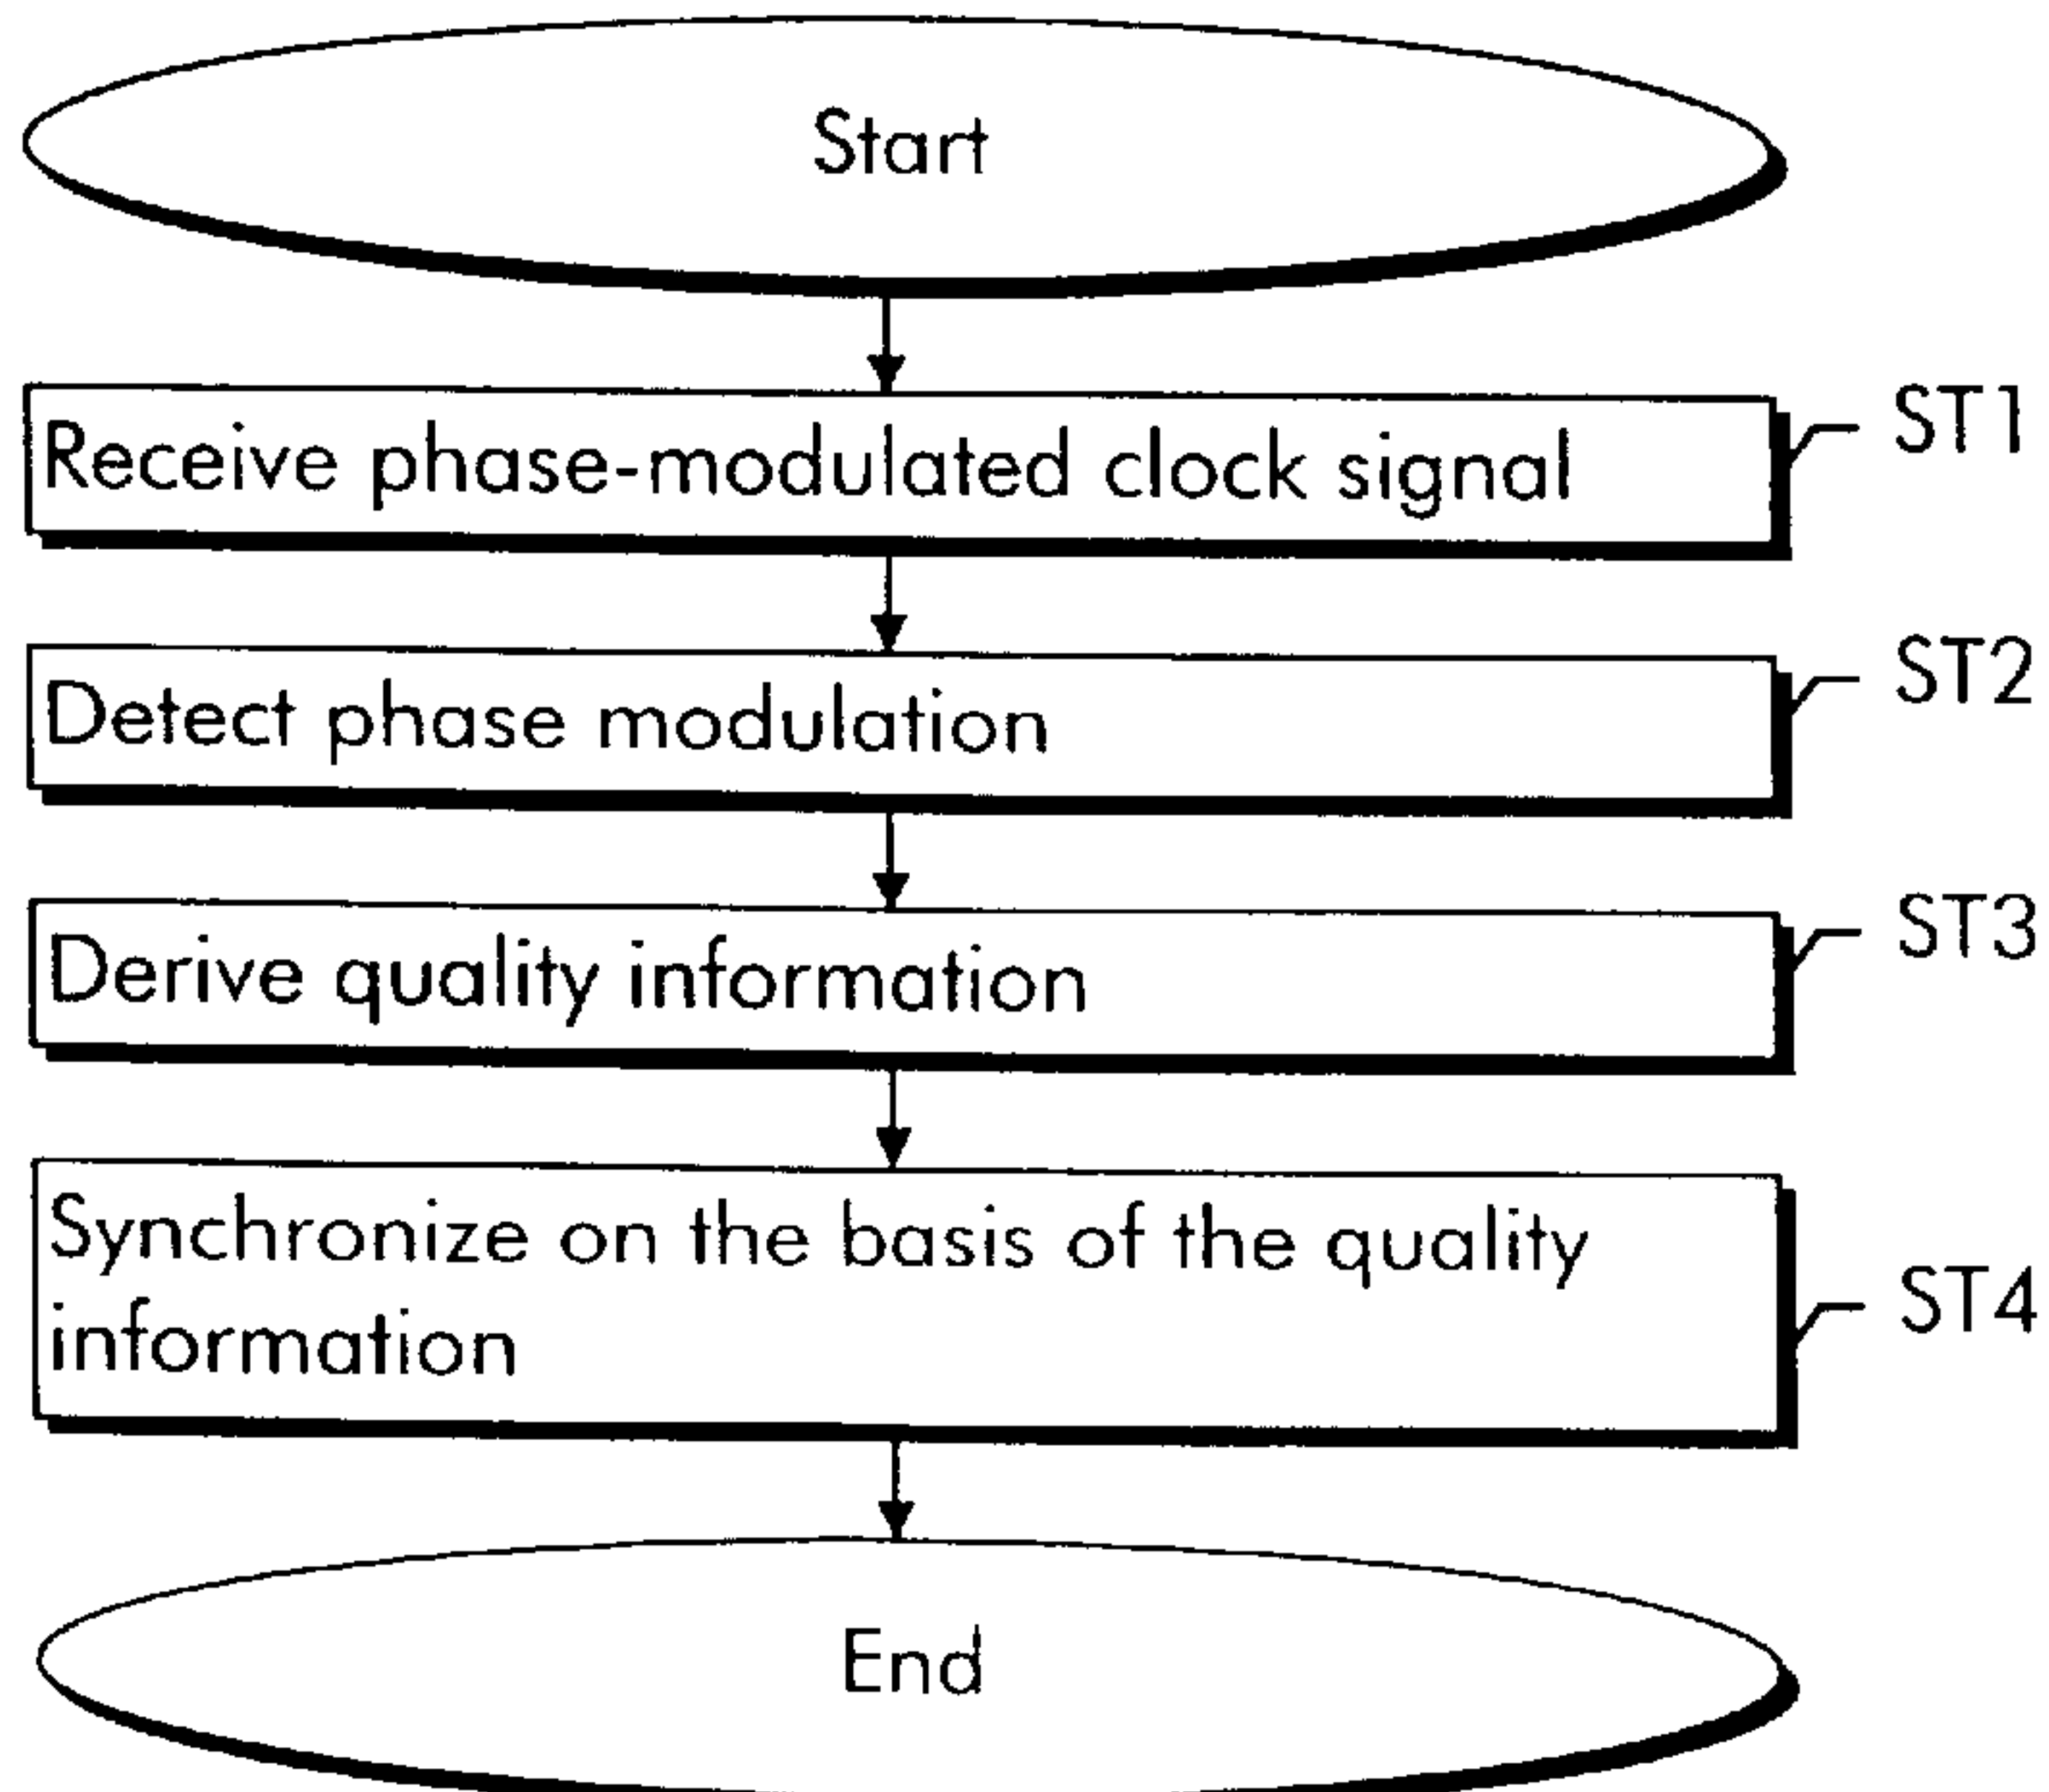 Start
Receive phase-modulated clock signal
ST1
Detect phase modulation
ST2
Derive quality information
ST3
Synchronize on the basis of the quality
information
ST4
End